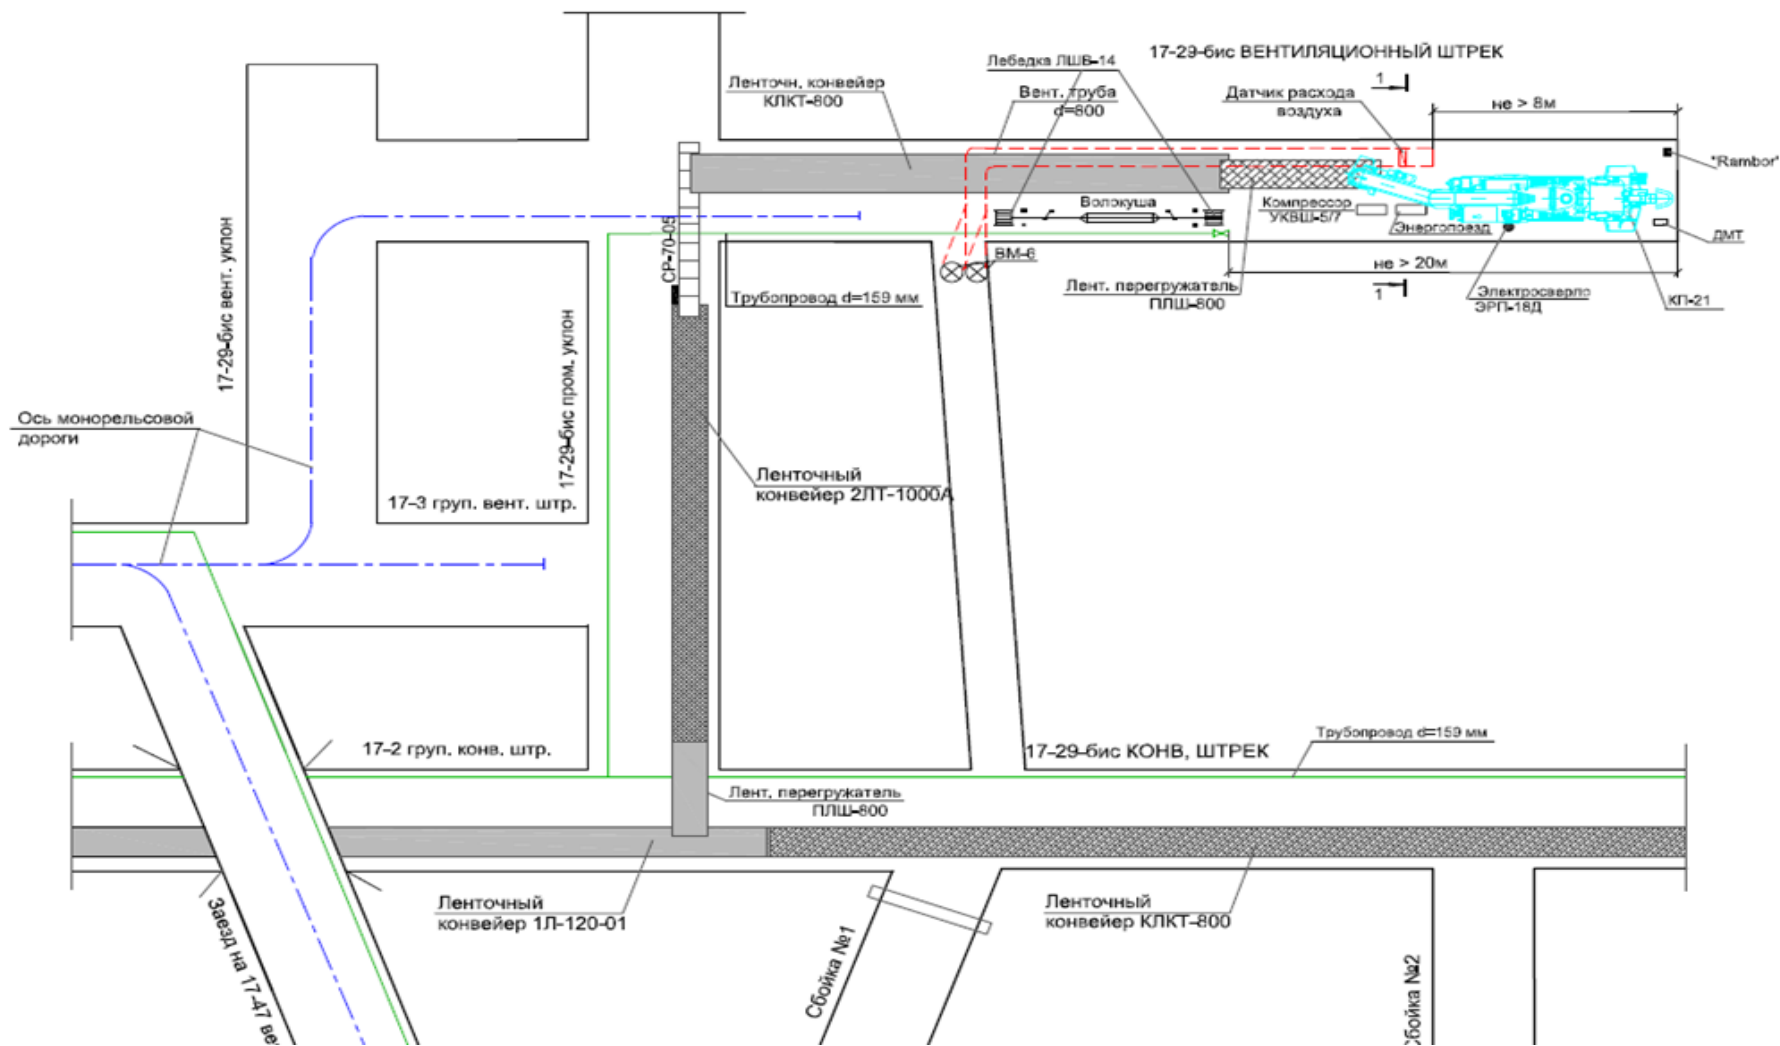 17-29-бис ВЕНТИЛЯЦИОННЫЙ ШТРЕК
Лебедка ЛШВ-14
1
Ленточн. конвейер
КЛКТ-800
Вент. труба
d=800
Датчик расхода
воздуха
не > 8м
"Rambor"
Волокуша
Компрессор
УКВШ-5/7
Энергопоезд
ДМТ
17-29-бис вент. уклон
СР-70-05
ВМ-6
не > 20м
Трубопровод d=159 мм
Лент. перегружатель
ПЛШ-800
1
Электросверло
ЭРП-18Д
КП-21
17-29-бис пром. уклон
Ось монорельсовой
дороги
Ленточный
конвейер 2ЛТ-1000А
17-3 груп. вент. штр.
17-2 груп. конв. штр.
17-29-бис КОНВ, ШТРЕК
Трубопровод d=159 мм
Лент. перегружатель
ПЛШ-800
Ленточный
конвейер 1Л-120-01
Ленточный
конвейер КЛКТ-800
Заезд на 17-47 ве
Сбойка №1
Сбойка №2